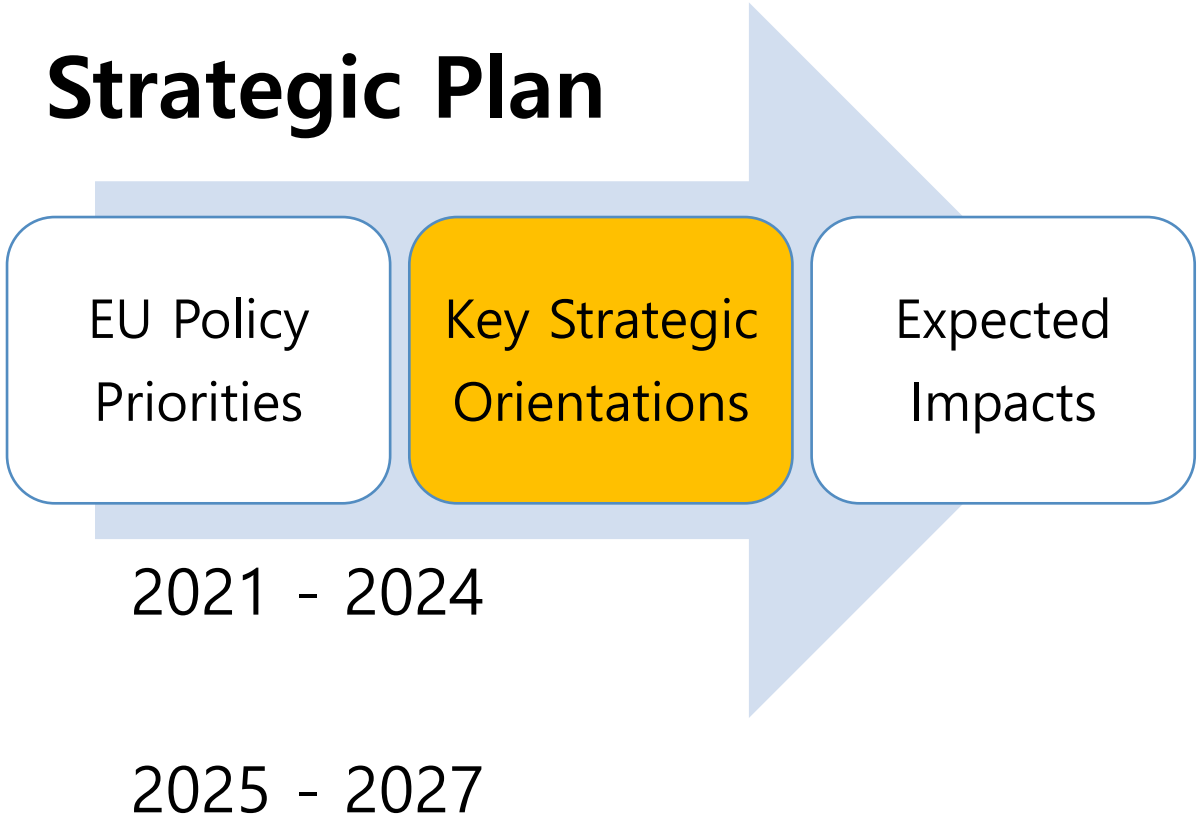 Strategic Plan
EU Policy
Priorities
Key Strategic
Orientations
Expected
Impacts
2021 - 2024
2025 - 2027